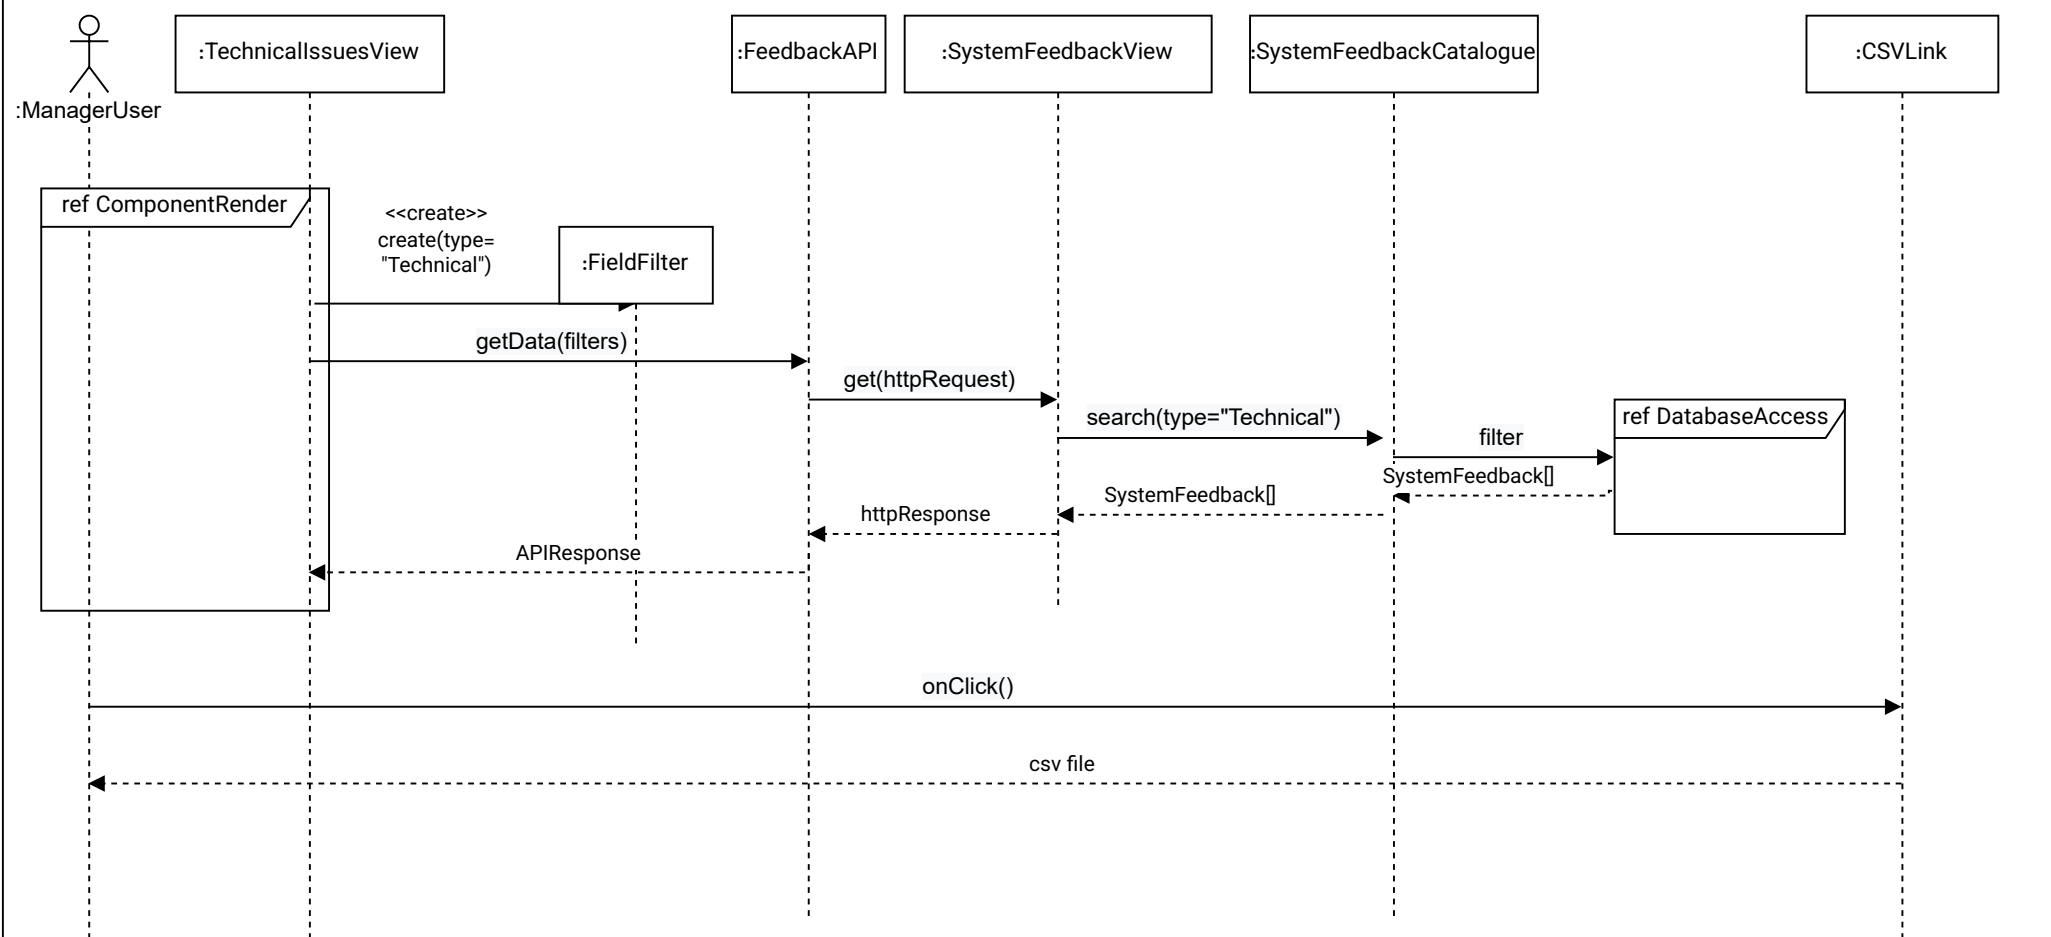 :TechnicalIssuesView
:FeedbackAPI
:SystemFeedbackView
:SystemFeedbackCatalogue
:CSVLink
:ManagerUser
ref ComponentRender
<<create>>
create(type=
"Technical")
:FieldFilter
getData(filters)
get(httpRequest)
search(type="Technical")
ref DatabaseAccess
filter
SystemFeedback[]
SystemFeedback[]
httpResponse
APIResponse
onClick()
csv file